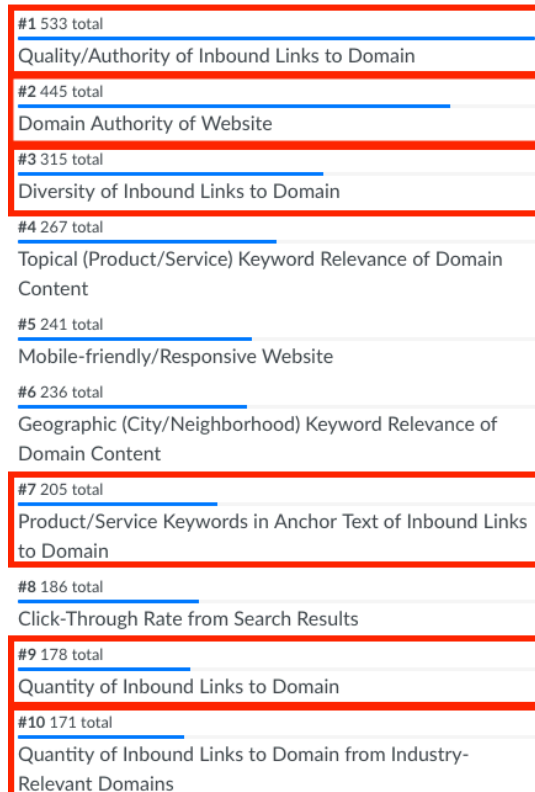 #1 533 total
Quality/Authority of Inbound Links to Domain
#2 445 total
Domain Authority of Website
#3 315 total
Diversity of Inbound Links to Domain
#4 267 total
Topical (Product/Service) Keyword Relevance of Domain
Content
#5 241 total
Mobile-friendly/Responsive Website
#6 236 total
Geographic (City/Neighborhood) Keyword Relevance of
Domain Content
#7 205 total
Product/Service Keywords in Anchor Text of Inbound Links
to Domain
#8 186 total
Click-Through Rate from Search Results
#9 178 total
Quantity of Inbound Links to Domain
#10 171 total
Quantity of Inbound Links to Domain from Industry-
Relevant Domains